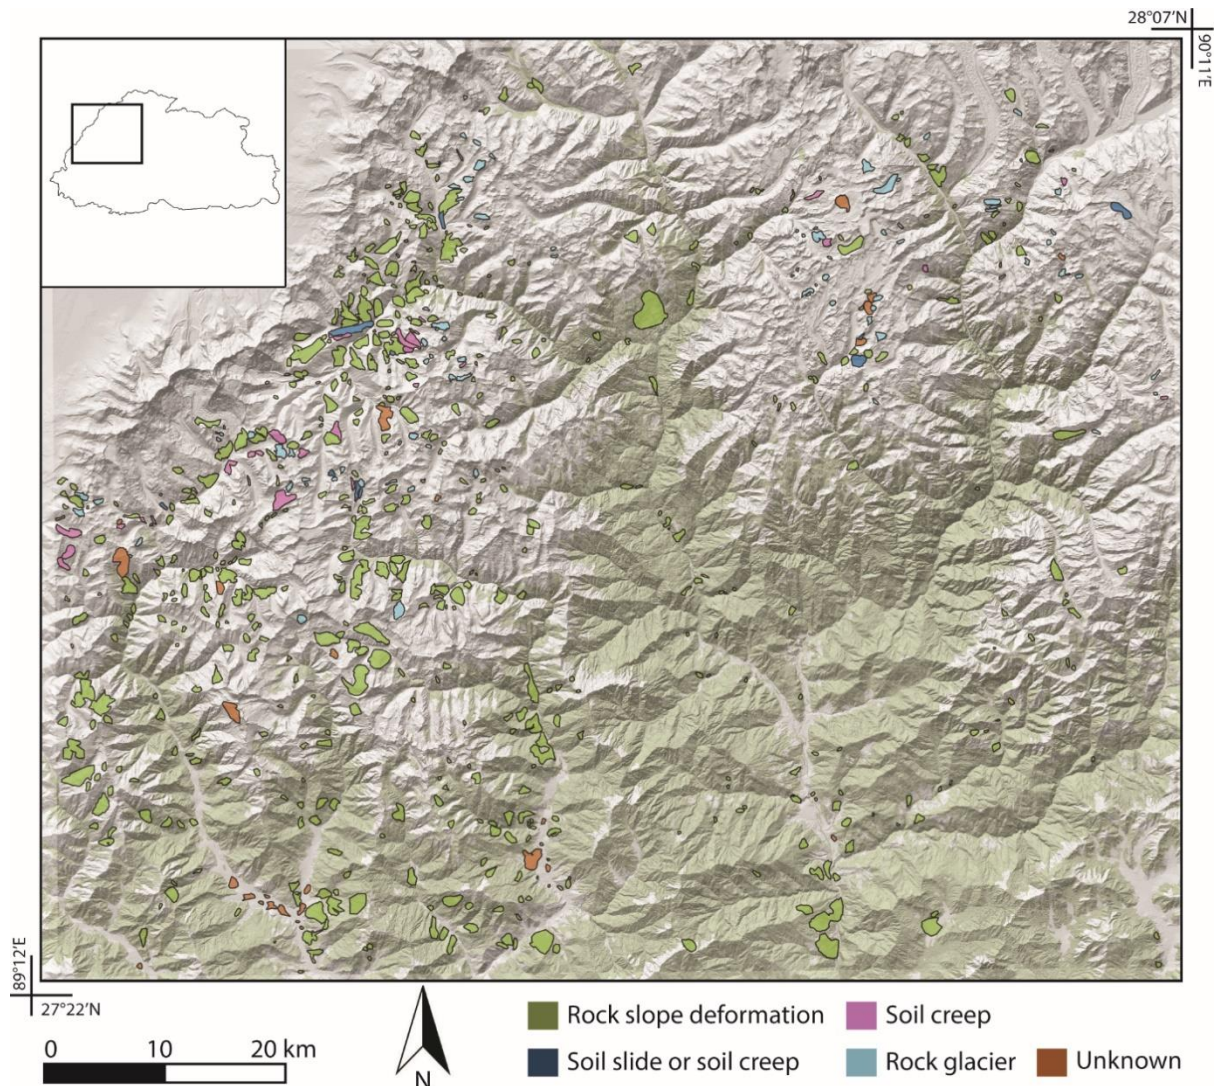 28°07'N
90°11'E
89°12'E
27°22'N
0 10 20 km
N
Rock slope deformation
Soil creep
Soil slide or soil creep
Rock glacier
Unknown